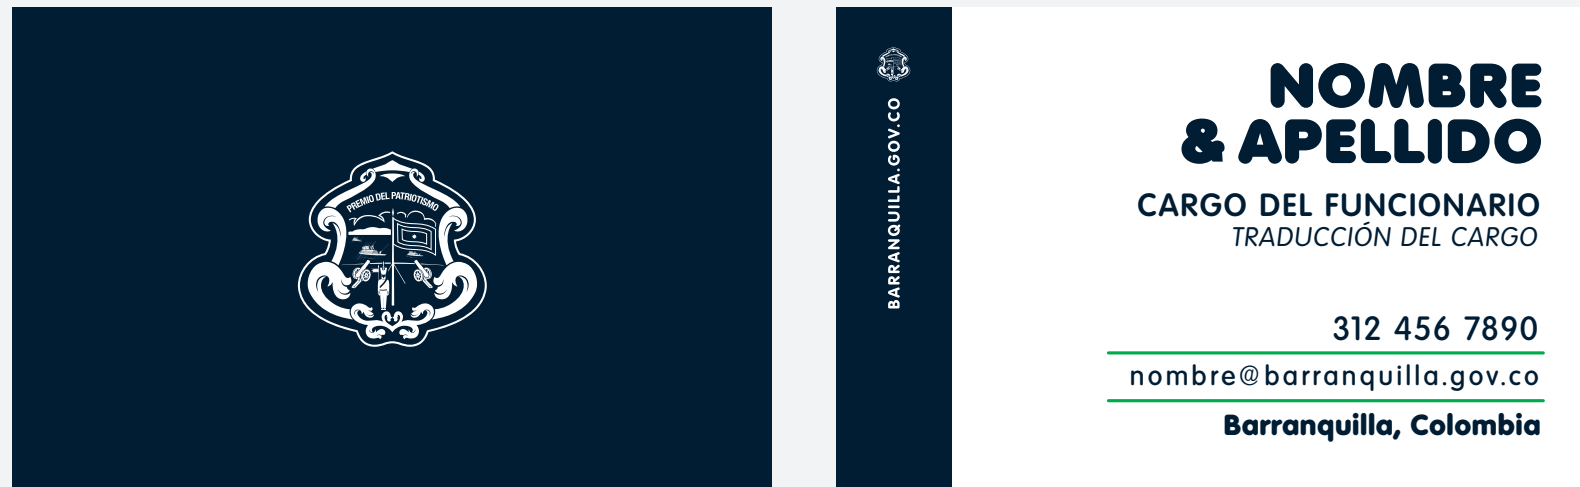 PREMIO DEL PATRIOTISMO
BARRANQUILLA.GOV.CO
NOMBRE
& APELLIDO
CARGO DEL FUNCIONARIO
TRADUCCIÓN DEL CARGO
312 456 7890
nombre@barranquilla.gov.co
Barranquilla, Colombia